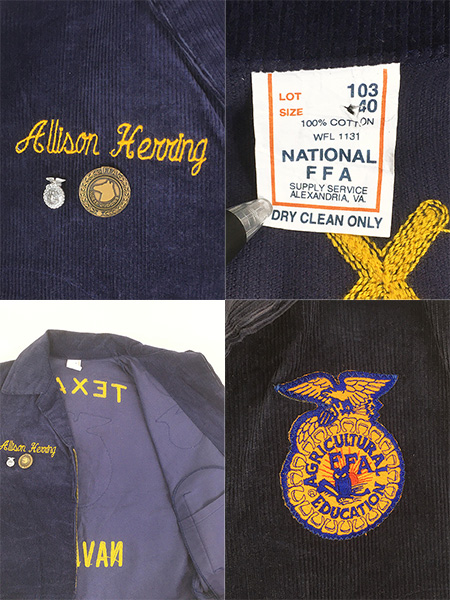 Allison Herring
LOT 103
SIZE 40
100% COTTON
WFL 1131
NATIONAL
FFA
SUPPLY SERVICE
ALEXANDRIA, VA.
DRY CLEAN ONLY
TEXA
Allison Herring
NAVA
AGRICULTURAL
FFA
EDUCATION